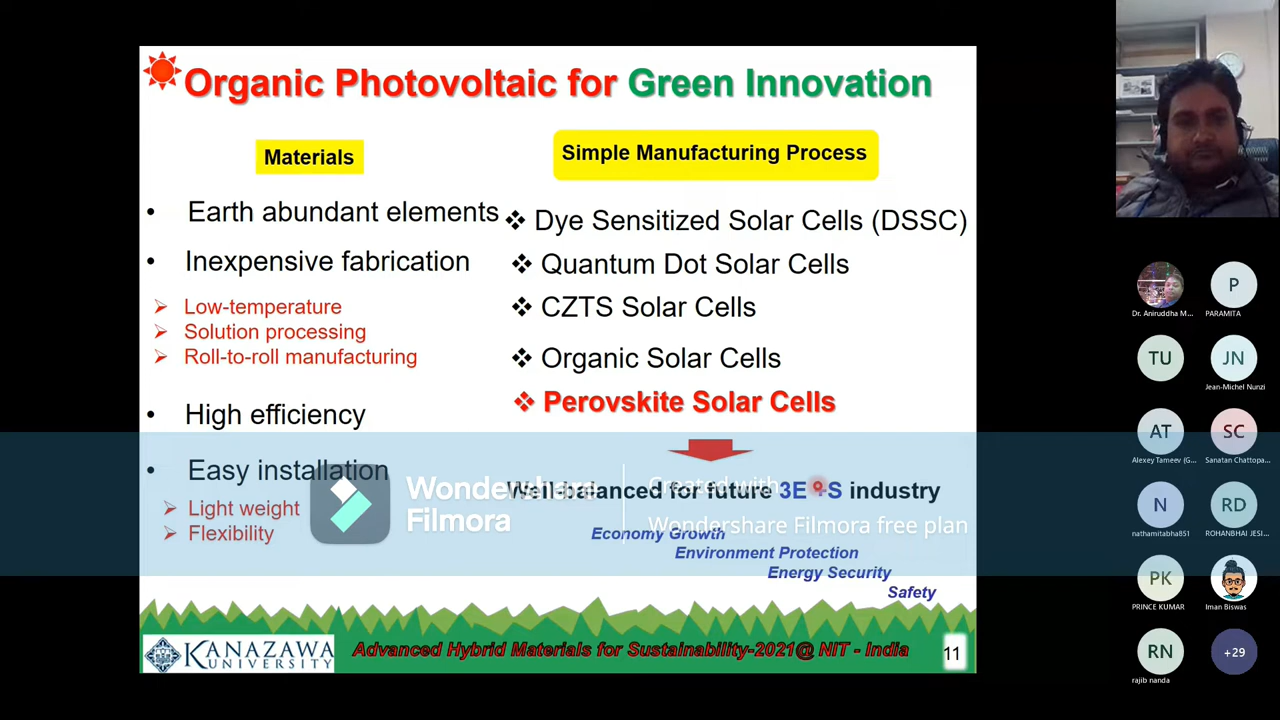 Organic Photovoltaic for Green Innovation
Materials
Simple Manufacturing Process
• Earth abundant elements
• Inexpensive fabrication
➢ Low-temperature
➢ Solution processing
➢ Roll-to-roll manufacturing
• High efficiency
• Easy installation
➢ Light weight
➢ Flexibility
❖ Dye Sensitized Solar Cells (DSSC)
❖ Quantum Dot Solar Cells
❖ CZTS Solar Cells
❖ Organic Solar Cells
❖ Perovskite Solar Cells
Well-balanced for future 3E +S industry
Economy Growth
Environment Protection
Energy Security
Safety
Wondershare
Filmora
Created with
Wondershare Filmora free plan
KANAZAWA
UNIVERSITY
Advanced Hybrid Materials for Sustainability-2021@ NIT - India
11
Dr. Aniruddha M...
P
PARAMITA
TU
JN
Jean-Michel Nunzi
AT
Alexey Tameev (G...
SC
Sanatan Chattopa...
N
nathamitabha851
RD
ROHANBHAI JESI...
PK
PRINCE KUMAR
Iman Biswas
RN
rajib nanda
+29